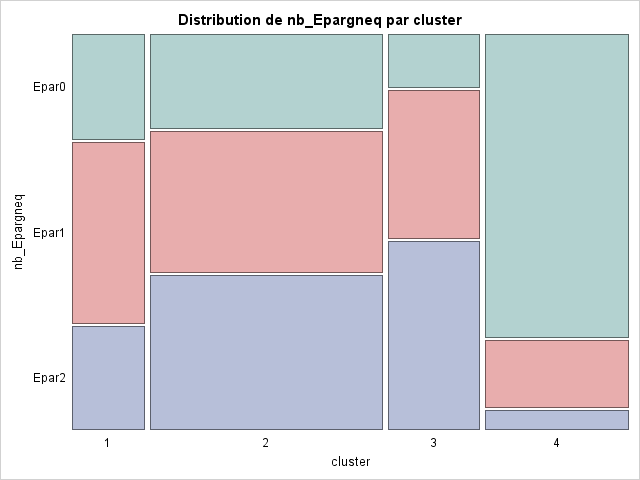 Distribution de nb_Epargneq par cluster
nb_Epargneq
Epar0
Epar1
Epar2
1 2 3 4
cluster